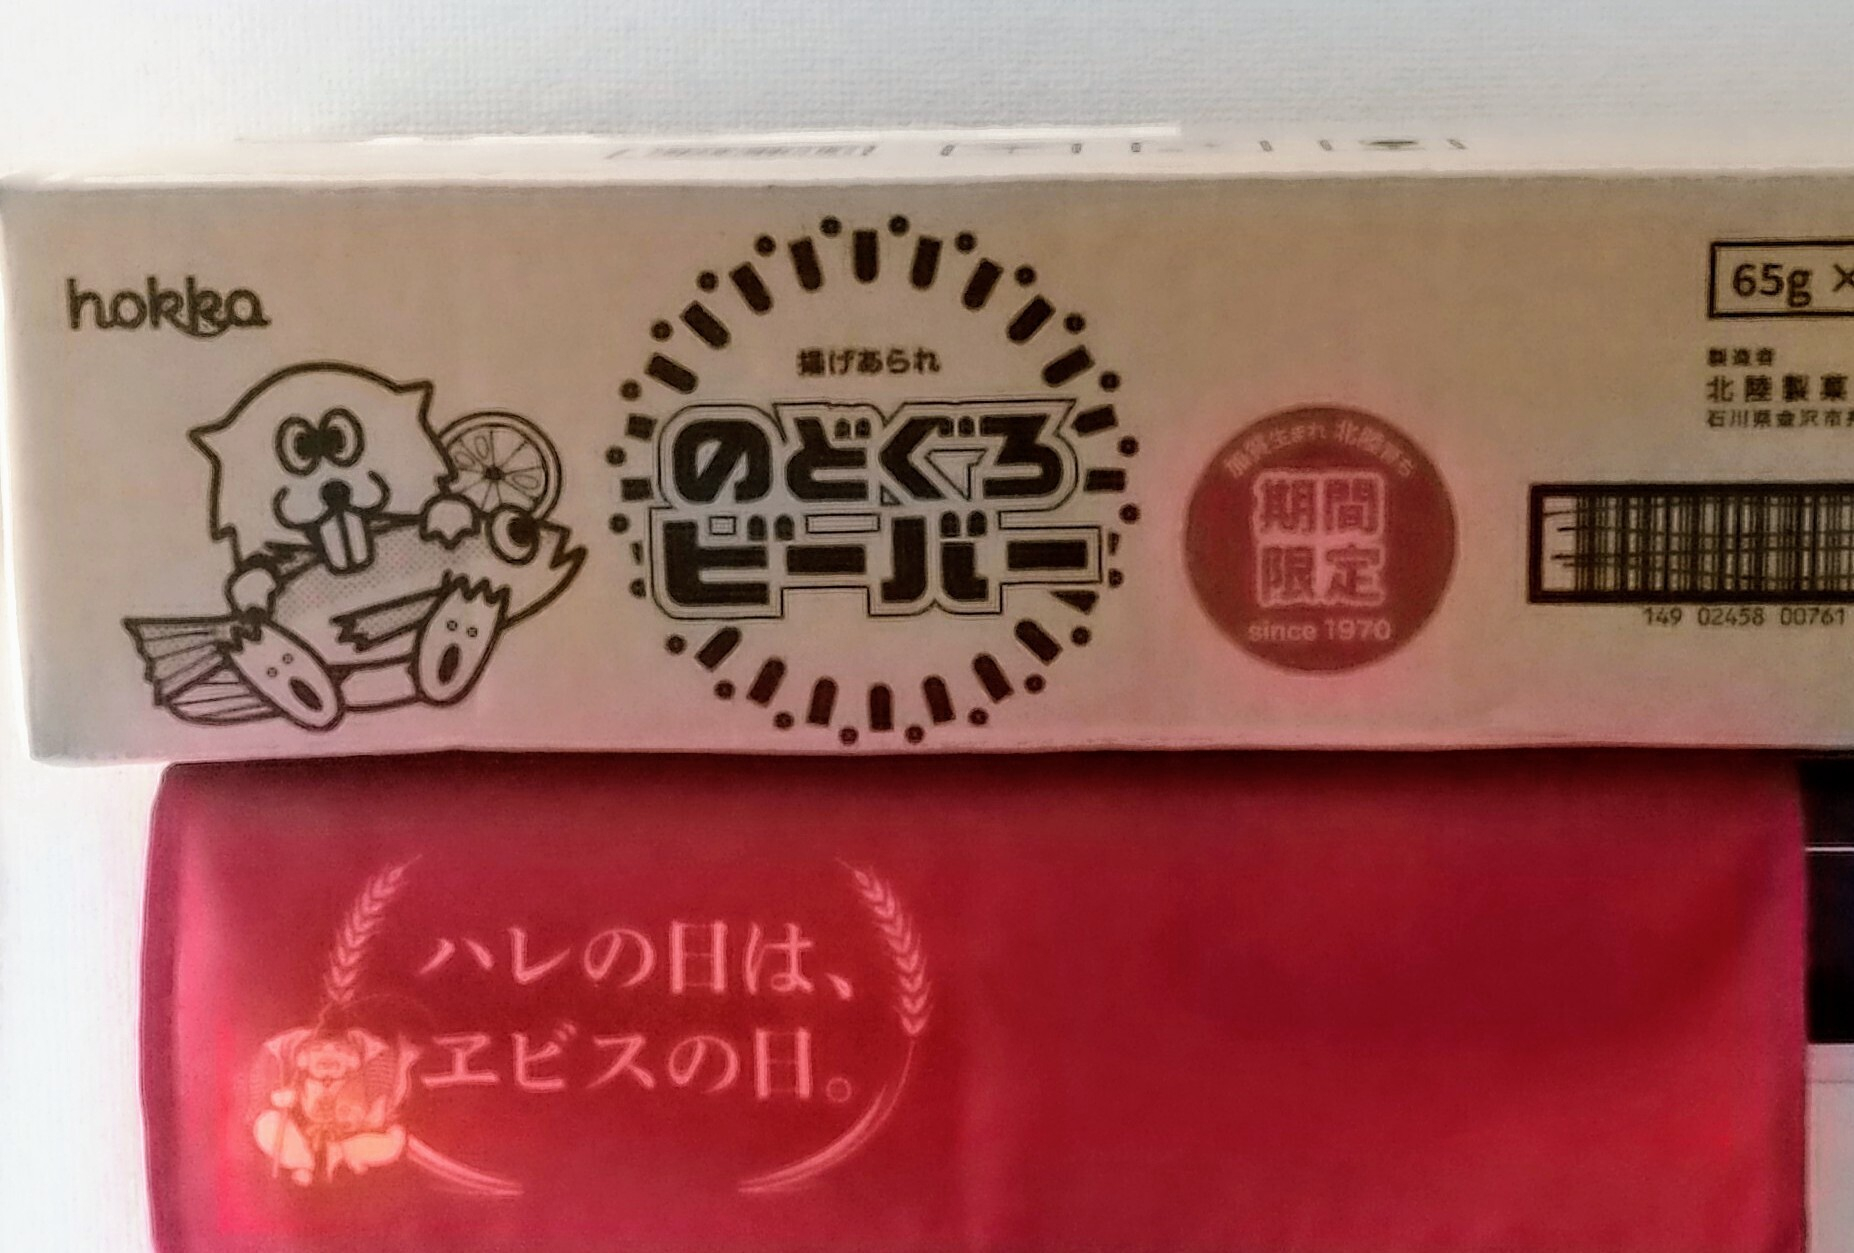 hokka
揚げあられ
のどぐろ
ビーバー
加賀生まれ 北陸育ち
期間
限定
since 1970
65g ×
製造者
北陸製菓
石川県金沢市
149 02458 00761
ハレの日は、
ヱビスの日。